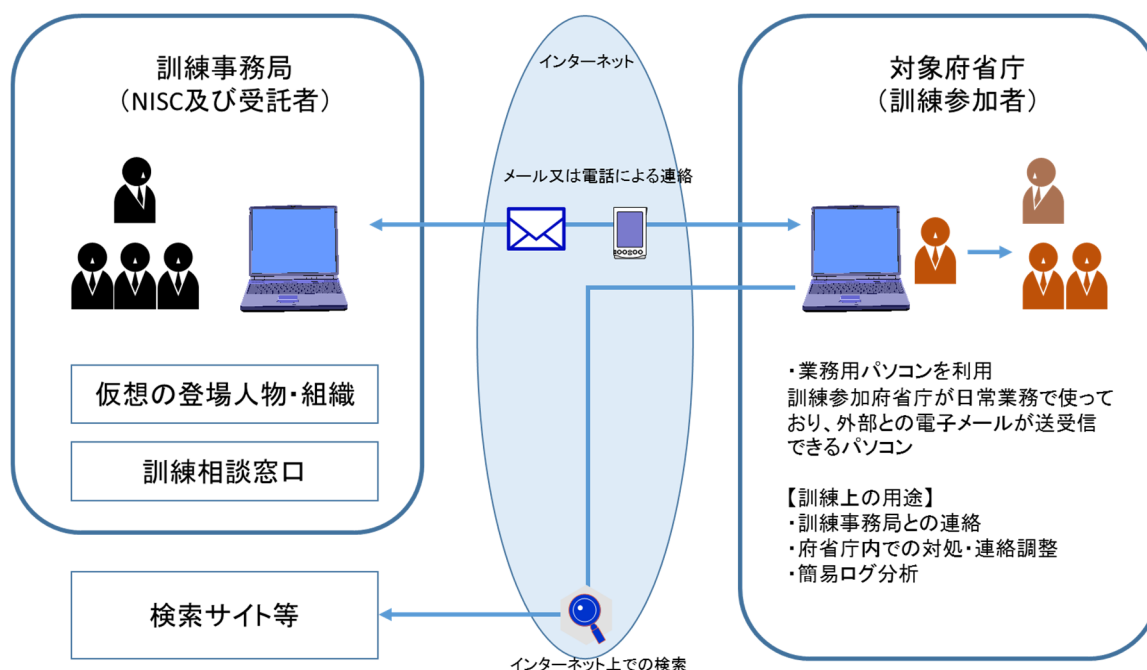 訓練事務局
（NISC及び受託者）
仮想の登場人物・組織
訓練相談窓口
検索サイト等
インターネット
メール又は電話による連絡
インターネット上での検索
対象府省庁
（訓練参加者）
・業務用パソコンを利用
訓練参加府省庁が日常業務で使って
おり、外部との電子メールが送受信
できるパソコン
【訓練上の用途】
・訓練事務局との連絡
・府省庁内での対処・連絡調整
・簡易ログ分析